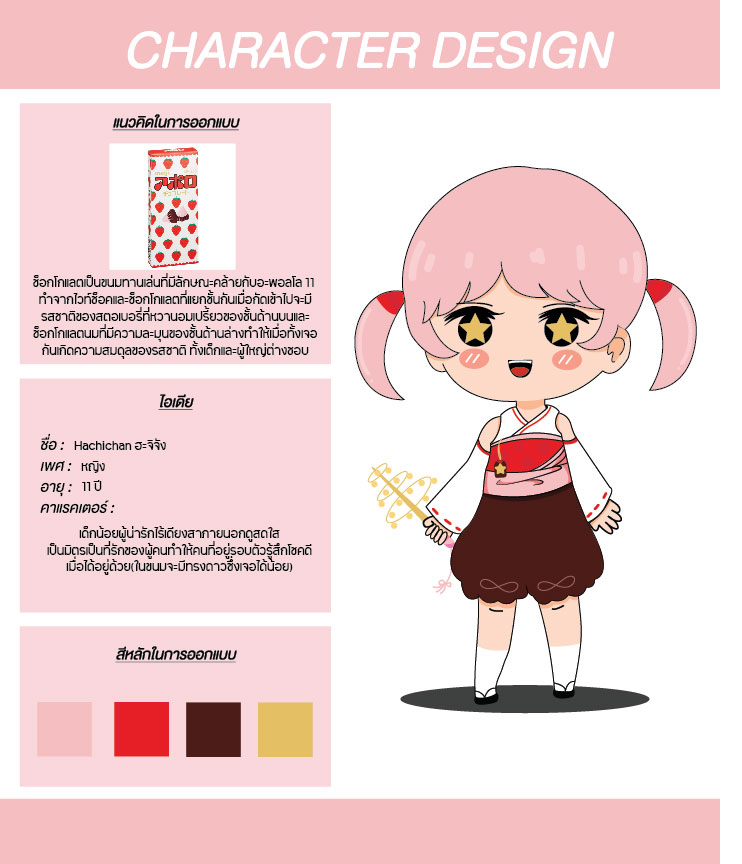 CHARACTER DESIGN
แนวคิดในการออกแบบ
アポロ
チョコレート
ช็อกโกแลตเป็นขนมทานเล่นที่มีลักษณะคล้ายกับอะพอลโล 11
ทำจากไวท์ช็อคและช็อกโกแลตที่แยกชั้นกันเมื่อกัดเข้าไปจะมี
รสชาติของสตอเบอรี่ที่หวานอมเปรี้ยวของชั้นด้านบนและ
ช็อกโกแลตนมที่มีความละมุนของชั้นด้านล่างทำให้เมื่อทั้งเจอ
กันเกิดความสมดุลของรสชาติ ทั้งเด็กและผู้ใหญ่ต่างชอบ
ไอเดีย
ชื่อ : Hachichan ฮะจิจัง
เพศ : หญิง
อายุ : 11 ปี
คาแรคเตอร์ :
เด็กน้อยผู้น่ารักไร้เดียงสาภายนอกดูสดใส
เป็นมิตรเป็นที่รักของผู้คนทำให้คนที่อยู่รอบตัวรู้สึกโชคดี
เมื่อได้อยู่ด้วย(ในขนมจะมีทรงดาวซึ่งเจอได้น้อย)
สีหลักในการออกแบบ